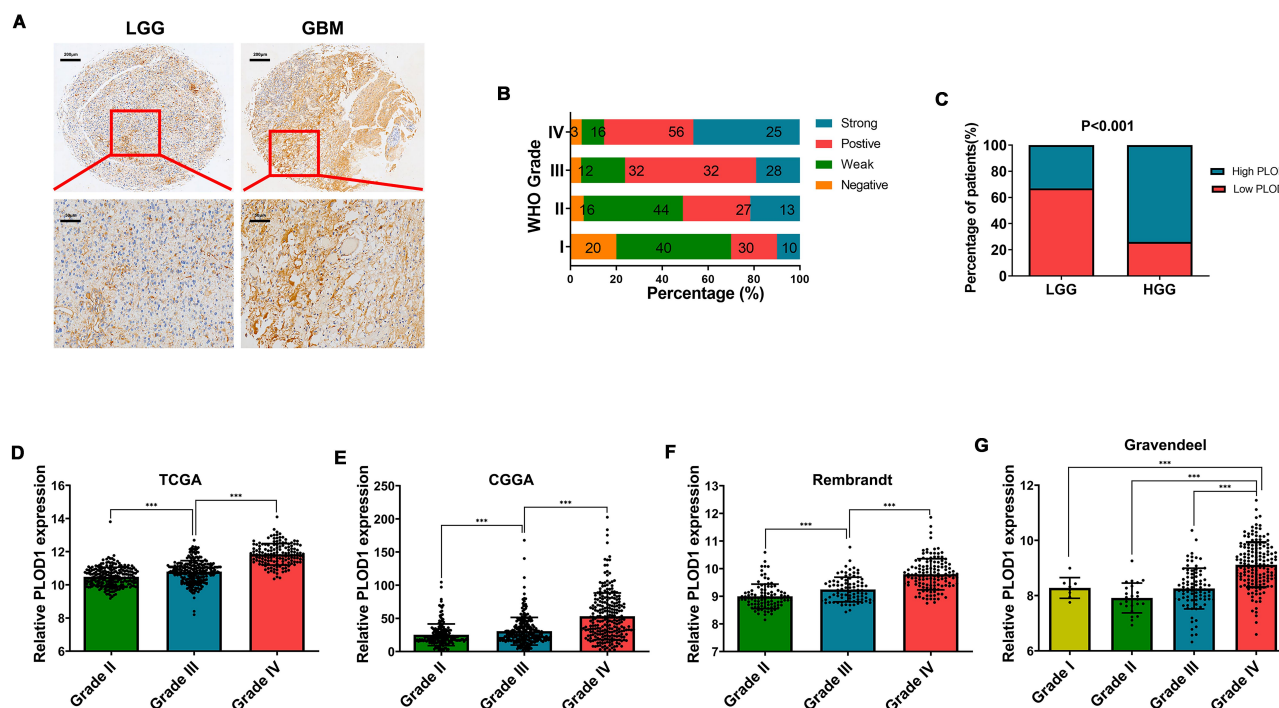 A
LGG
GBM
200μm
200μm
B
WHO Grade
IV
3
16
56
25
III
12
32
32
28
II
16
44
27
13
I
20
40
30
10
0
20
40
60
80
100
Percentage (%)
Strong
Postive
Weak
Negative
C
P<0.001
Percentage of patients(%)
100
80
60
40
20
0
LGG
HGG
High PLO
Low PLOD
D
TCGA
Relative PLOD1 expression
16
14
12
10
8
6
***
***
Grade II
Grade III
Grade IV
E
CGGA
Relative PLOD1 expression
250
200
150
100
50
0
***
***
Grade II
Grade III
Grade IV
F
Rembrandt
Relative PLOD1 expression
13
12
11
10
9
8
7
***
***
Grade II
Grade III
Grade IV
G
Gravendeel
Relative PLOD1 expression
12
10
8
6
***
***
***
Grade I
Grade II
Grade III
Grade IV